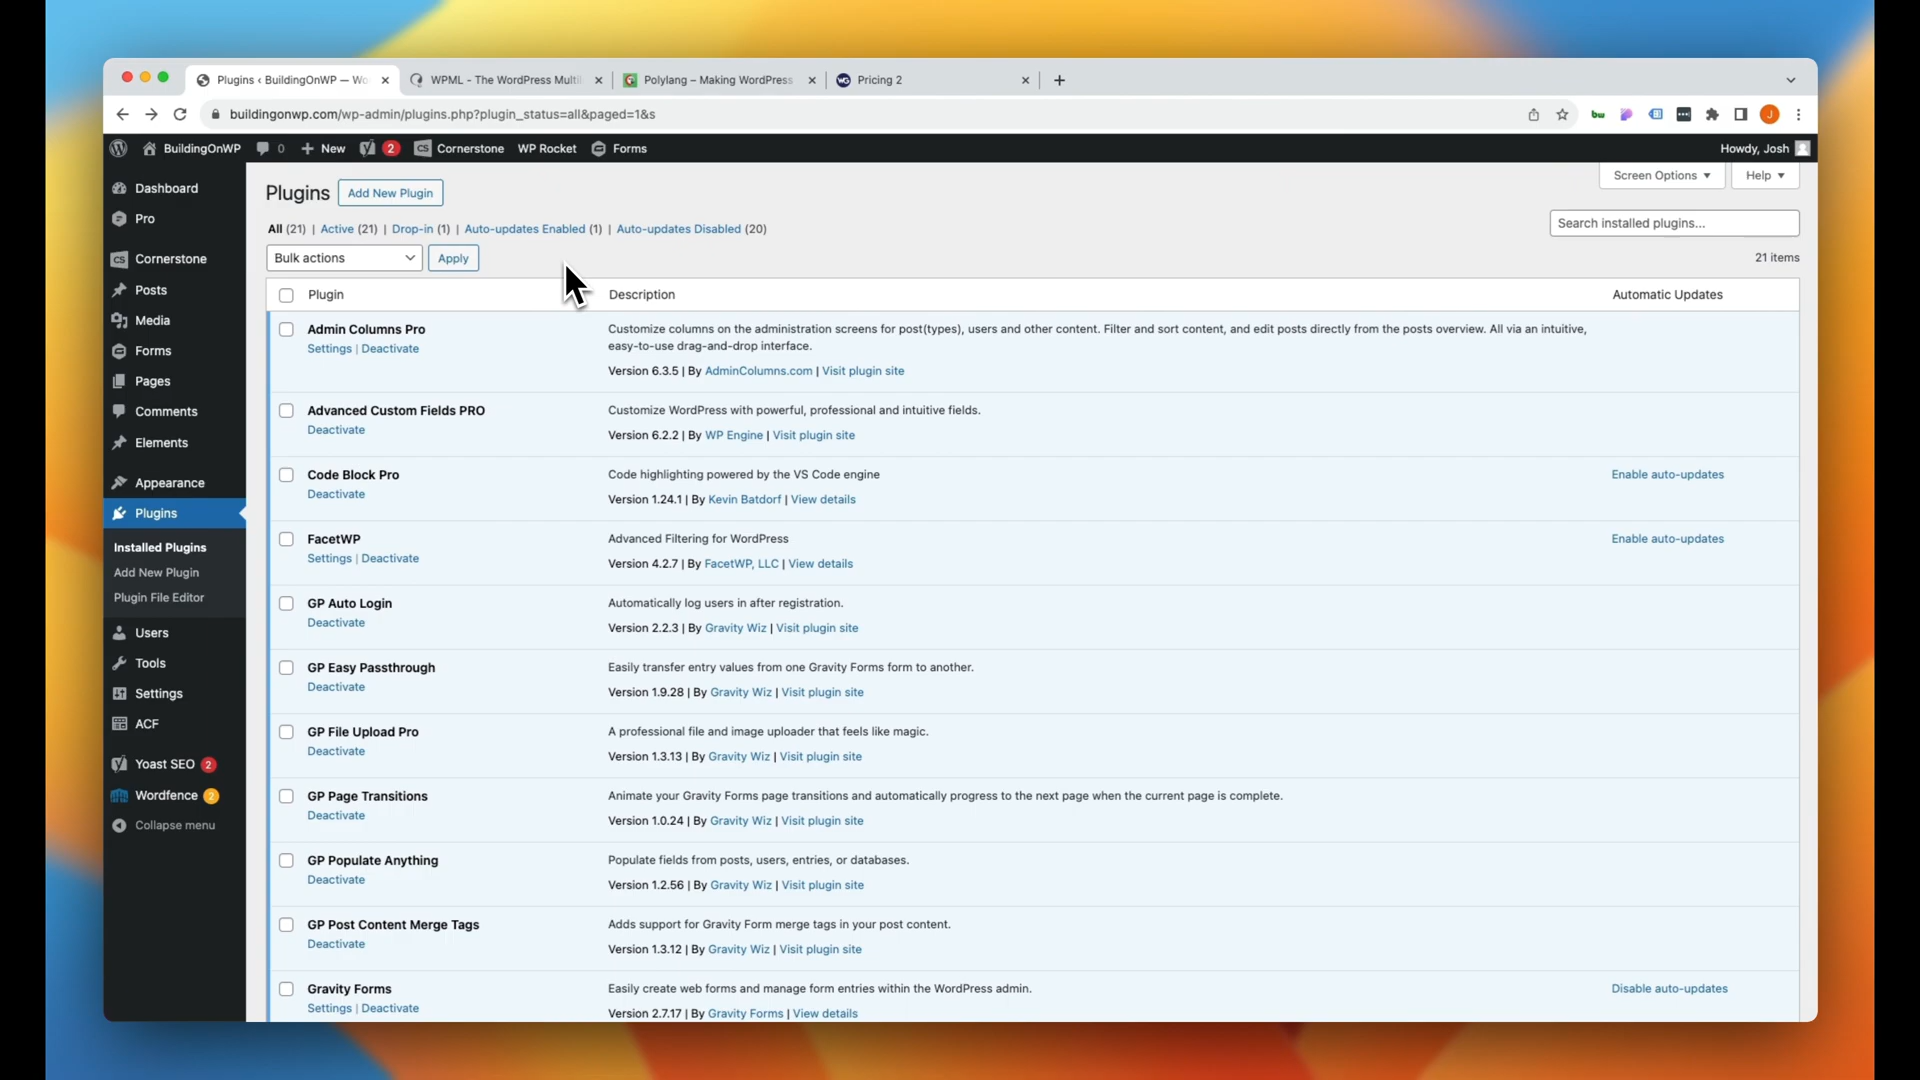 Plugins ‹ BuildingOnWP — Wo
WPML - The WordPress Multil
Polylang – Making WordPress
Pricing 2
buildingonwp.com/wp-admin/plugins.php?plugin_status=all&paged=1&s
J
BuildingOnWP
0
New
2
CS Cornerstone
WP Rocket
Forms
Howdy, Josh
Dashboard
Pro
CS Cornerstone
Posts
Media
Forms
Pages
Comments
Elements
Appearance
Plugins
Installed Plugins
Add New Plugin
Plugin File Editor
Users
Tools
Settings
ACF
Yoast SEO 2
Wordfence 2
Collapse menu
Plugins
Add New Plugin
Screen Options
Help
All (21) | Active (21) | Drop-in (1) | Auto-updates Enabled (1) | Auto-updates Disabled (20)
Search installed plugins...
Bulk actions
Apply
21 items
Plugin
Description
Automatic Updates
Admin Columns Pro
Settings | Deactivate
Customize columns on the administration screens for post(types), users and other content. Filter and sort content, and edit posts directly from the posts overview. All via an intuitive,
easy-to-use drag-and-drop interface.
Version 6.3.5 | By AdminColumns.com | Visit plugin site
Advanced Custom Fields PRO
Deactivate
Customize WordPress with powerful, professional and intuitive fields.
Version 6.2.2 | By WP Engine | Visit plugin site
Code Block Pro
Deactivate
Code highlighting powered by the VS Code engine
Version 1.24.1 | By Kevin Batdorf | View details
Enable auto-updates
FacetWP
Settings | Deactivate
Advanced Filtering for WordPress
Version 4.2.7 | By FacetWP, LLC | View details
Enable auto-updates
GP Auto Login
Deactivate
Automatically log users in after registration.
Version 2.2.3 | By Gravity Wiz | Visit plugin site
GP Easy Passthrough
Deactivate
Easily transfer entry values from one Gravity Forms form to another.
Version 1.9.28 | By Gravity Wiz | Visit plugin site
GP File Upload Pro
Deactivate
A professional file and image uploader that feels like magic.
Version 1.3.13 | By Gravity Wiz | Visit plugin site
GP Page Transitions
Deactivate
Animate your Gravity Forms page transitions and automatically progress to the next page when the current page is complete.
Version 1.0.24 | By Gravity Wiz | Visit plugin site
GP Populate Anything
Deactivate
Populate fields from posts, users, entries, or databases.
Version 1.2.56 | By Gravity Wiz | Visit plugin site
GP Post Content Merge Tags
Deactivate
Adds support for Gravity Form merge tags in your post content.
Version 1.3.12 | By Gravity Wiz | Visit plugin site
Gravity Forms
Settings | Deactivate
Easily create web forms and manage form entries within the WordPress admin.
Version 2.7.17 | By Gravity Forms | View details
Disable auto-updates